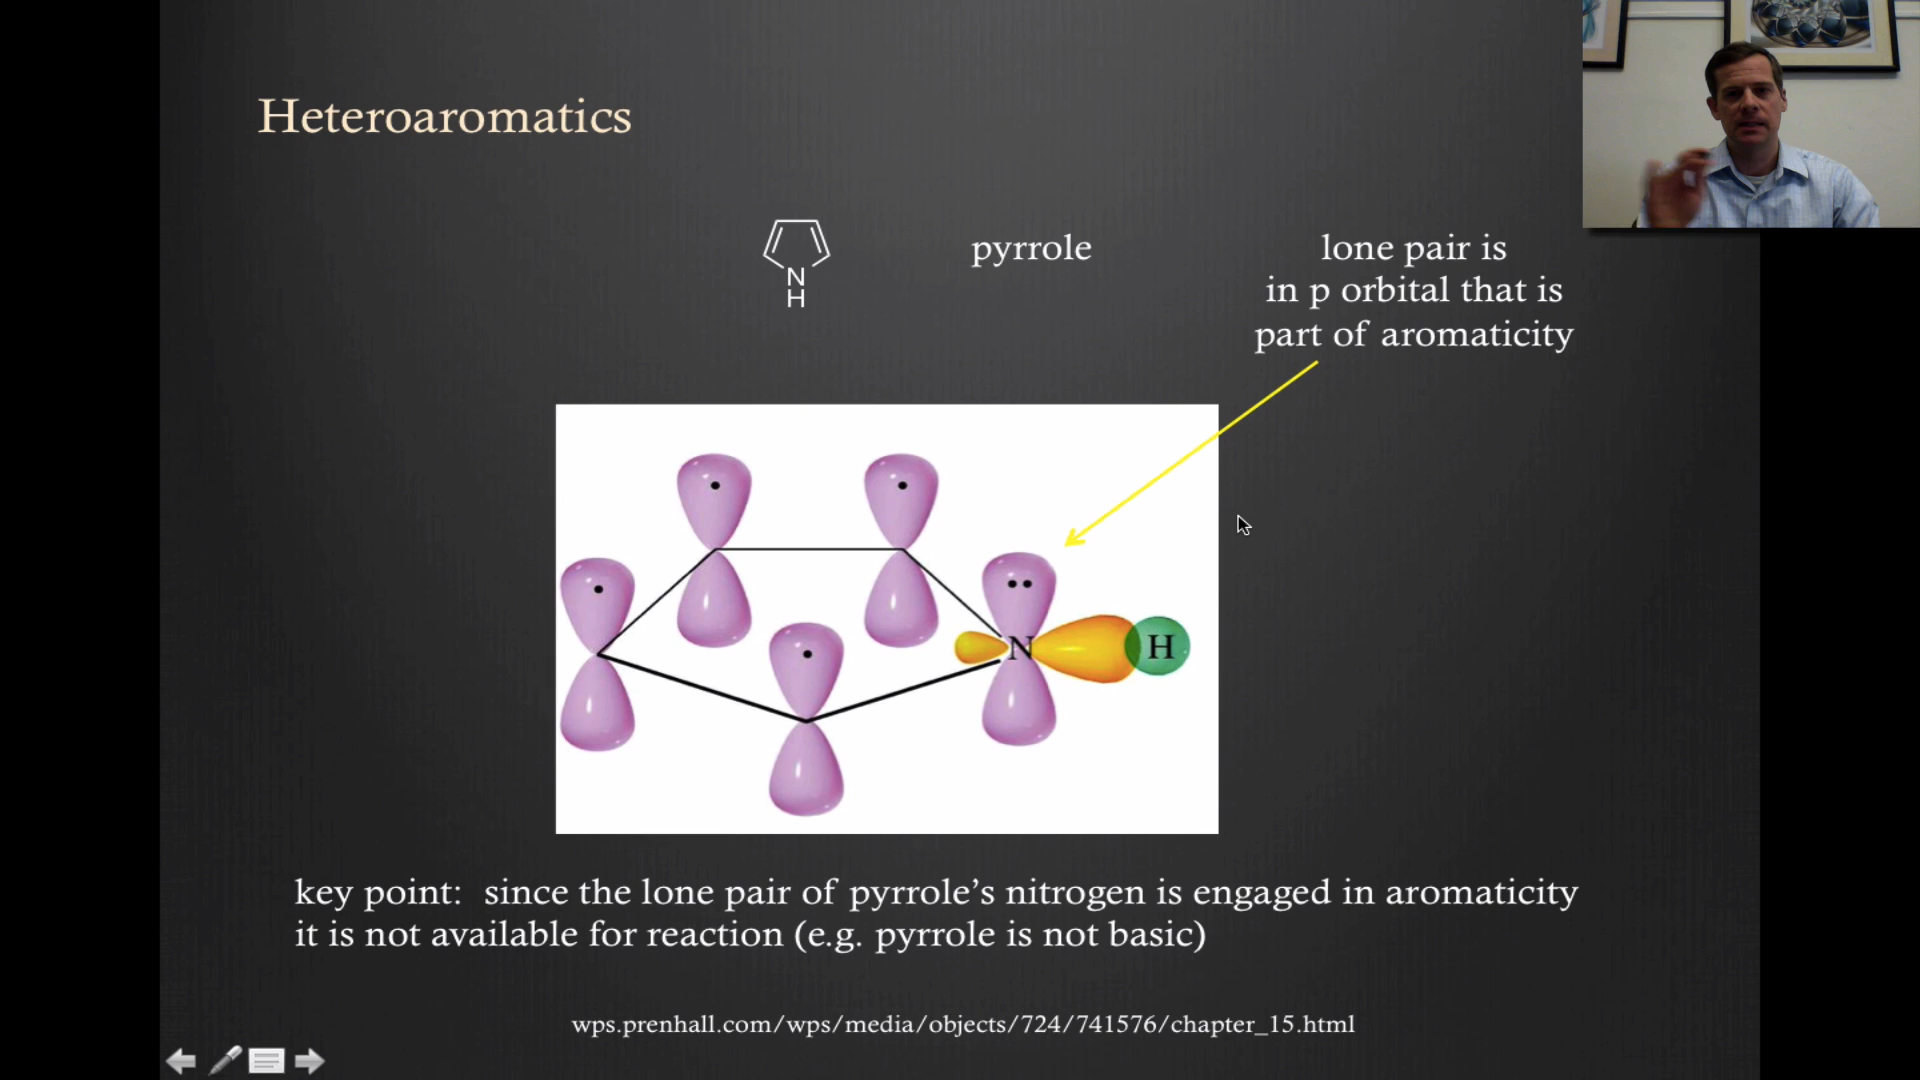 Heteroaromatics
N
H
pyrrole
lone pair is
in p orbital that is
part of aromaticity
N
H
key point: since the lone pair of pyrrole’s nitrogen is engaged in aromaticity
it is not available for reaction (e.g. pyrrole is not basic)
wps.prenhall.com/wps/media/objects/724/741576/chapter_15.html